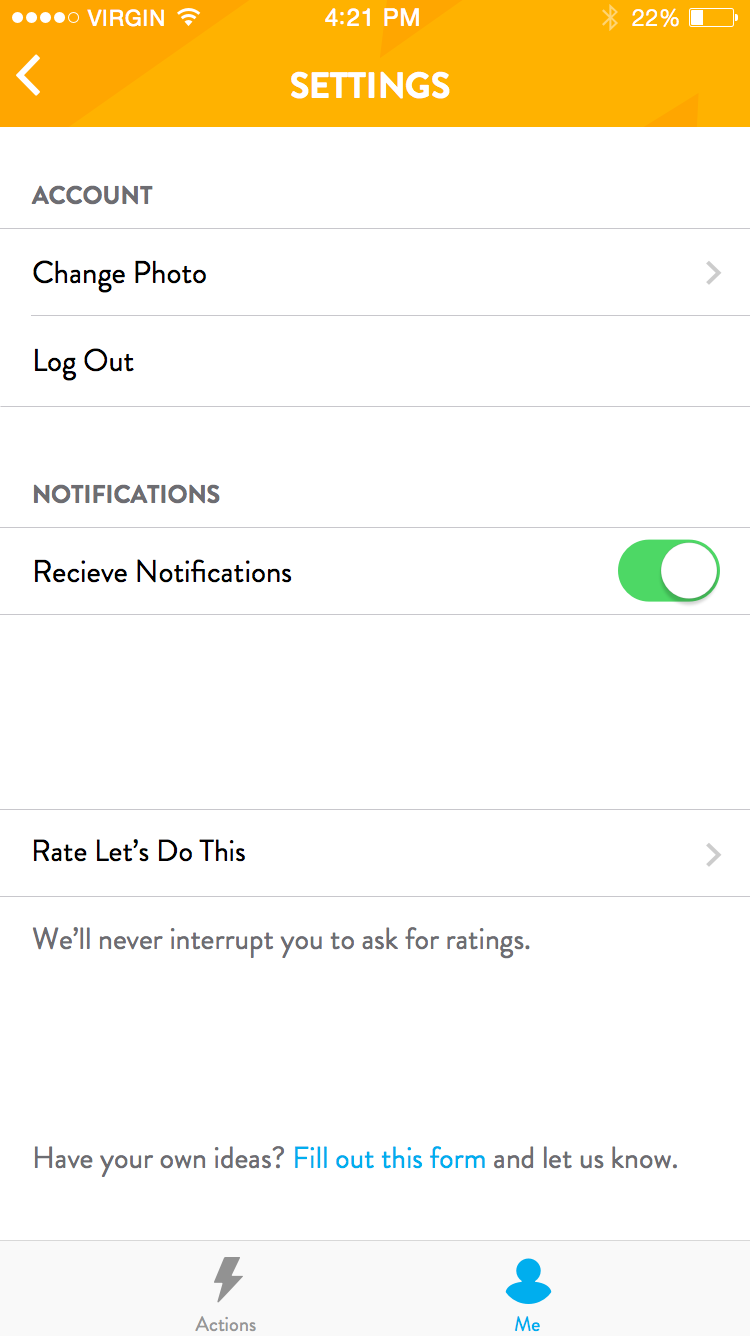 VIRGIN 4:21 PM 22%
SETTINGS
ACCOUNT
Change Photo
Log Out
NOTIFICATIONS
Recieve Notifications
Rate Let’s Do This
We’ll never interrupt you to ask for ratings.
Have your own ideas? Fill out this form and let us know.
Actions Me